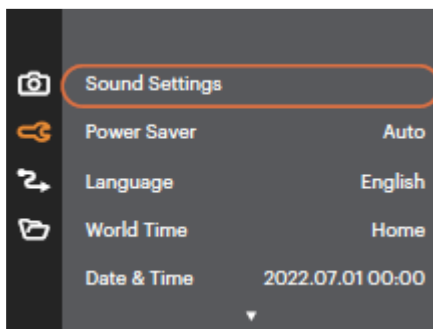 Sound Settings
Power Saver Auto
Language English
World Time Home
Date & Time 2022.07.01 00:00